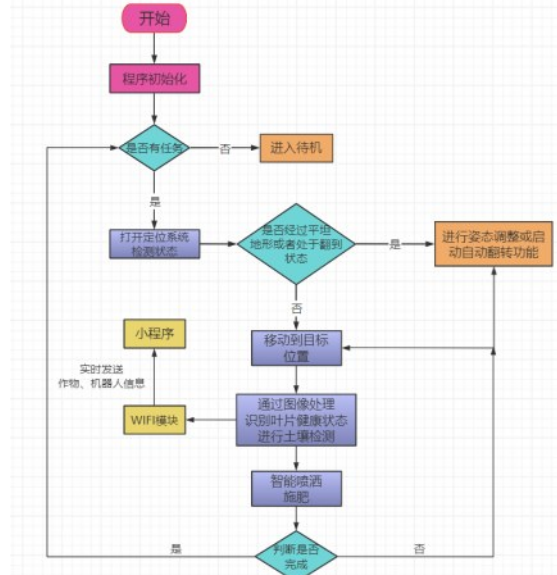 开始
程序初始化
是否有任务
否
进入待机
是
打开定位系统
检测状态
是否经过平坦
地形或者处于翻到
状态
是
进行姿态调整或启
动自动翻转功能
否
小程序
移动到目标
位置
实时发送
作物、机器人信息
WIFI模块
通过图像处理
识别叶片健康状态
进行土壤检测
智能喷洒
施肥
是
判断是否
完成
否